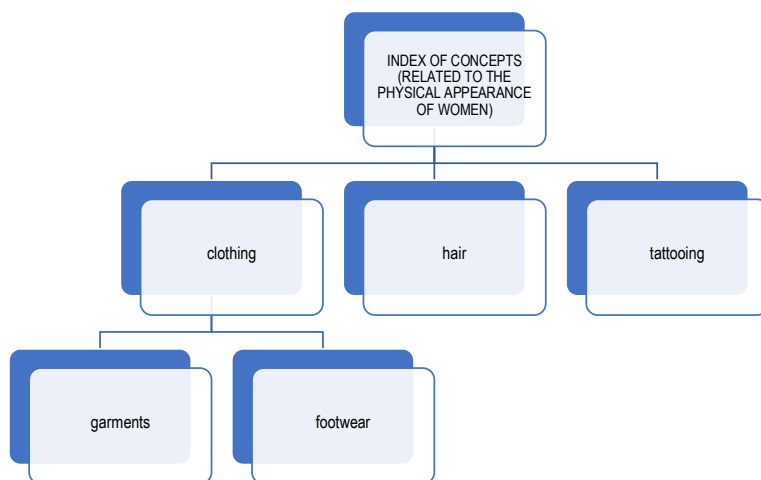 INDEX OF CONCEPTS
(RELATED TO THE
PHYSICAL APPEARANCE
OF WOMEN)
clothing
hair
tattooing
garments
footwear